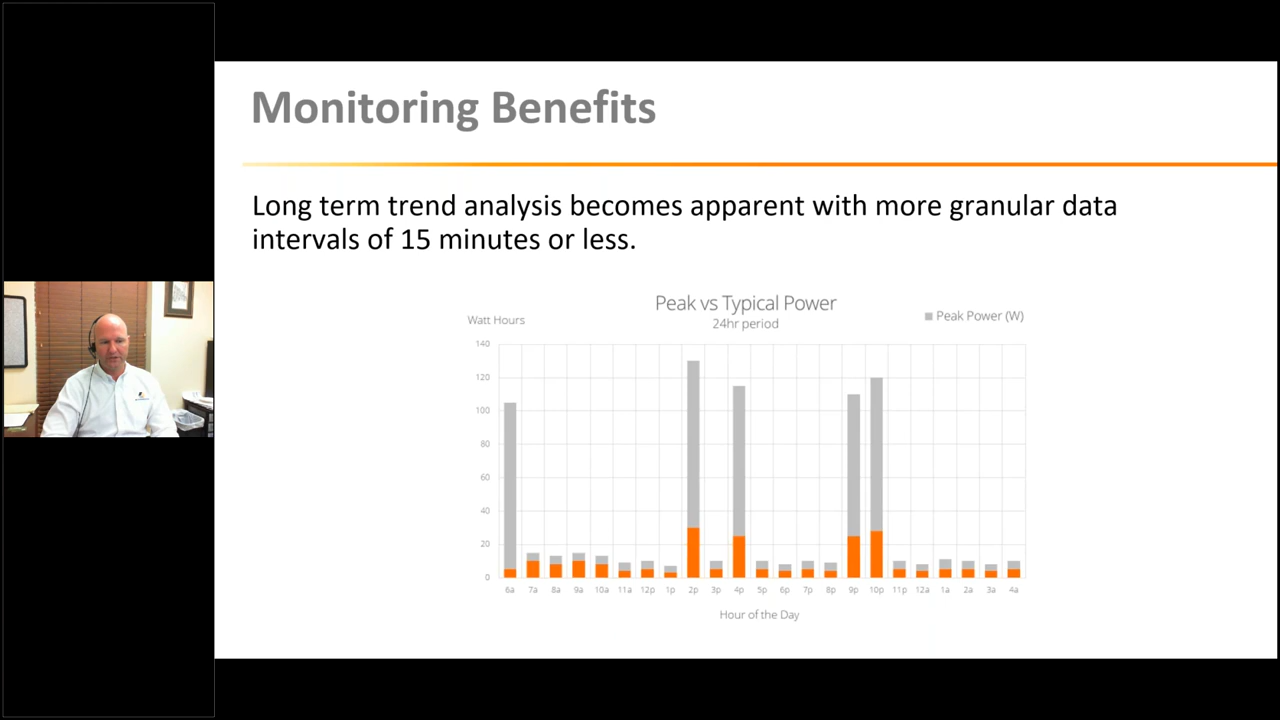 Monitoring Benefits
Long term trend analysis becomes apparent with more granular data
intervals of 15 minutes or less.
Peak vs Typical Power
24hr period
Watt Hours
Peak Power (W)
140
120
100
80
60
40
20
0
6a 7a 8a 9a 10a 11a 12p 1p 2p 3p 4p 5p 6p 7p 8p 9p 10p 11p 12a 1a 2a 3a 4a
Hour of the Day